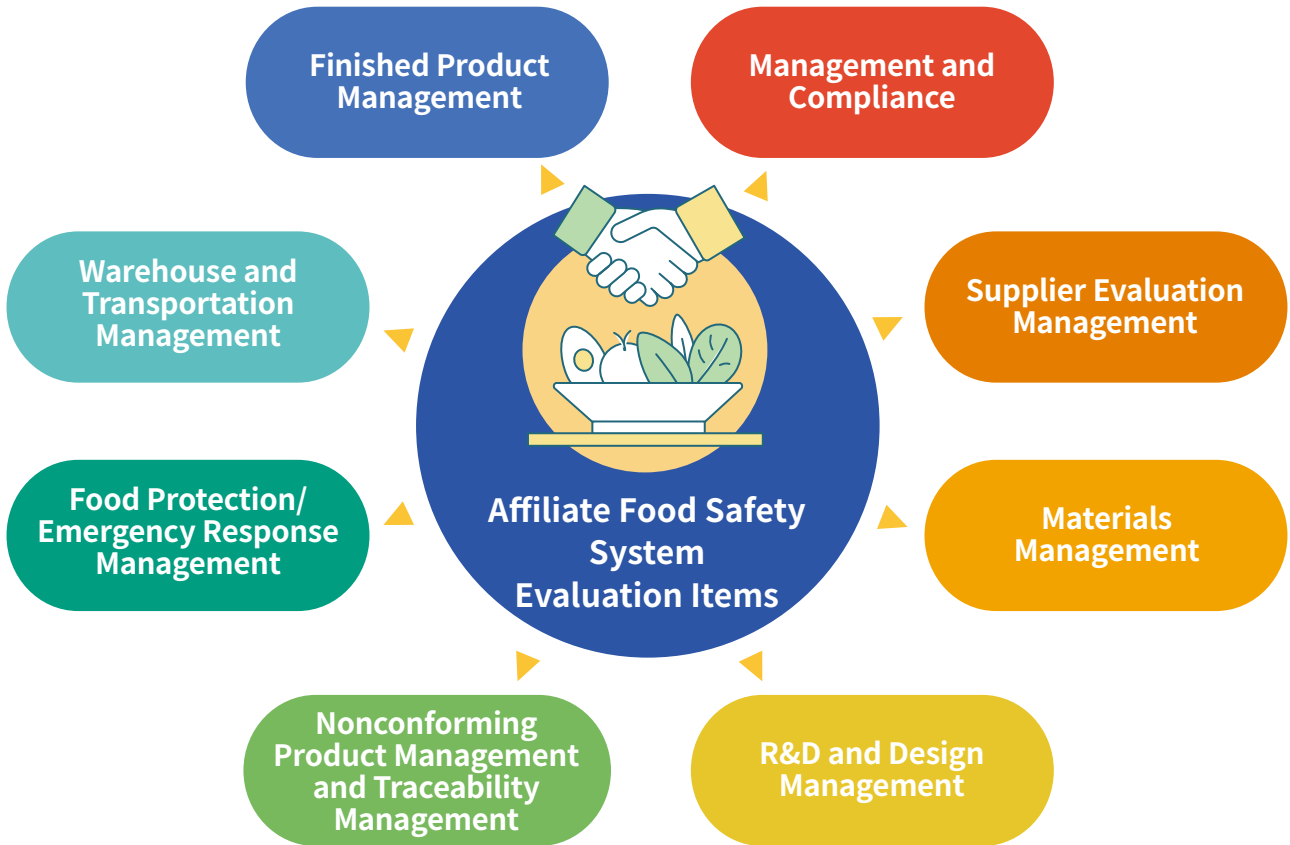 Finished Product
Management
Management and
Compliance
Warehouse and
Transportation
Management
Supplier Evaluation
Management
Food Protection/
Emergency Response
Management
Affiliate Food Safety
System
Evaluation Items
Materials
Management
Nonconforming
Product Management
and Traceability
Management
R&D and Design
Management